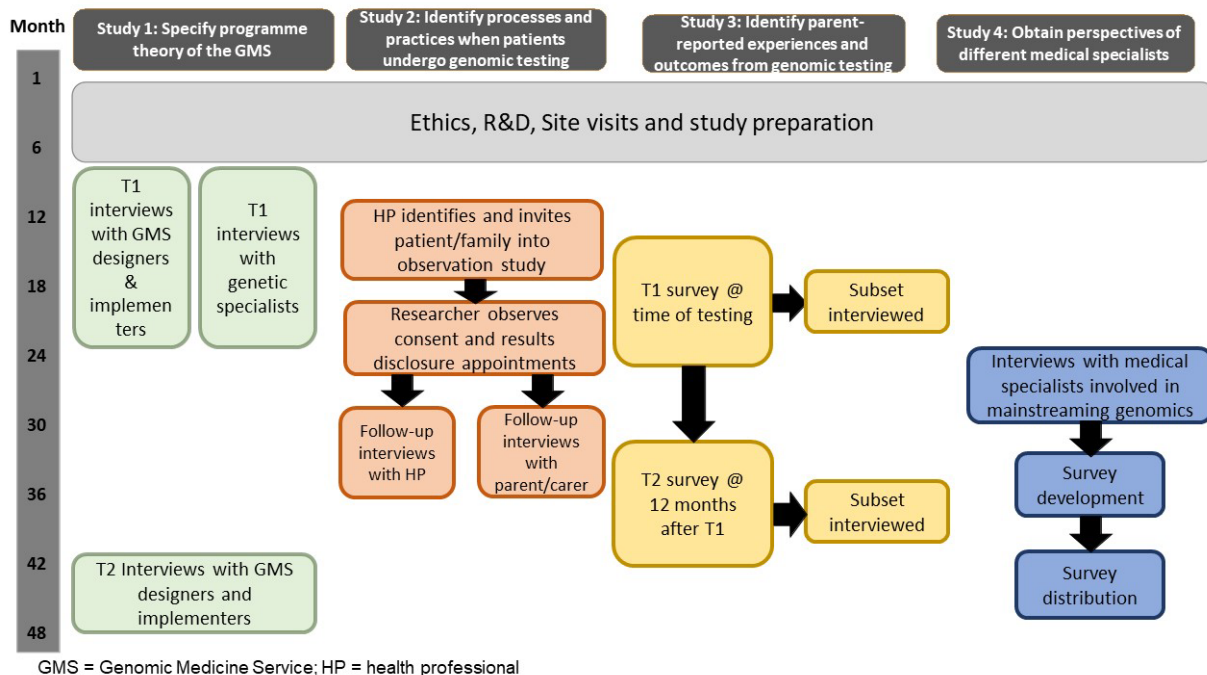 Month
1
6
12
18
24
30
36
42
48
Study 1: Specify programme
theory of the GMS
Study 2: Identify processes and
practices when patients
undergo genomic testing
Study 3: Identify parent-
reported experiences and
outcomes from genomic testing
Study 4: Obtain perspectives of
different medical specialists
Ethics, R&D, Site visits and study preparation
T1
interviews
with GMS
designers
&
implemen
ters
T1
interviews
with
genetic
specialists
T2 Interviews with GMS
designers and
implementers
HP identifies and invites
patient/family into
observation study
Researcher observes
consent and results
disclosure appointments
Follow-up
interviews
with HP
Follow-up
interviews
with
parent/carer
T1 survey @
time of testing
Subset
interviewed
T2 survey @
12 months
after T1
Subset
interviewed
Interviews with medical
specialists involved in
mainstreaming genomics
Survey
development
Survey
distribution
GMS = Genomic Medicine Service; HP = health professional